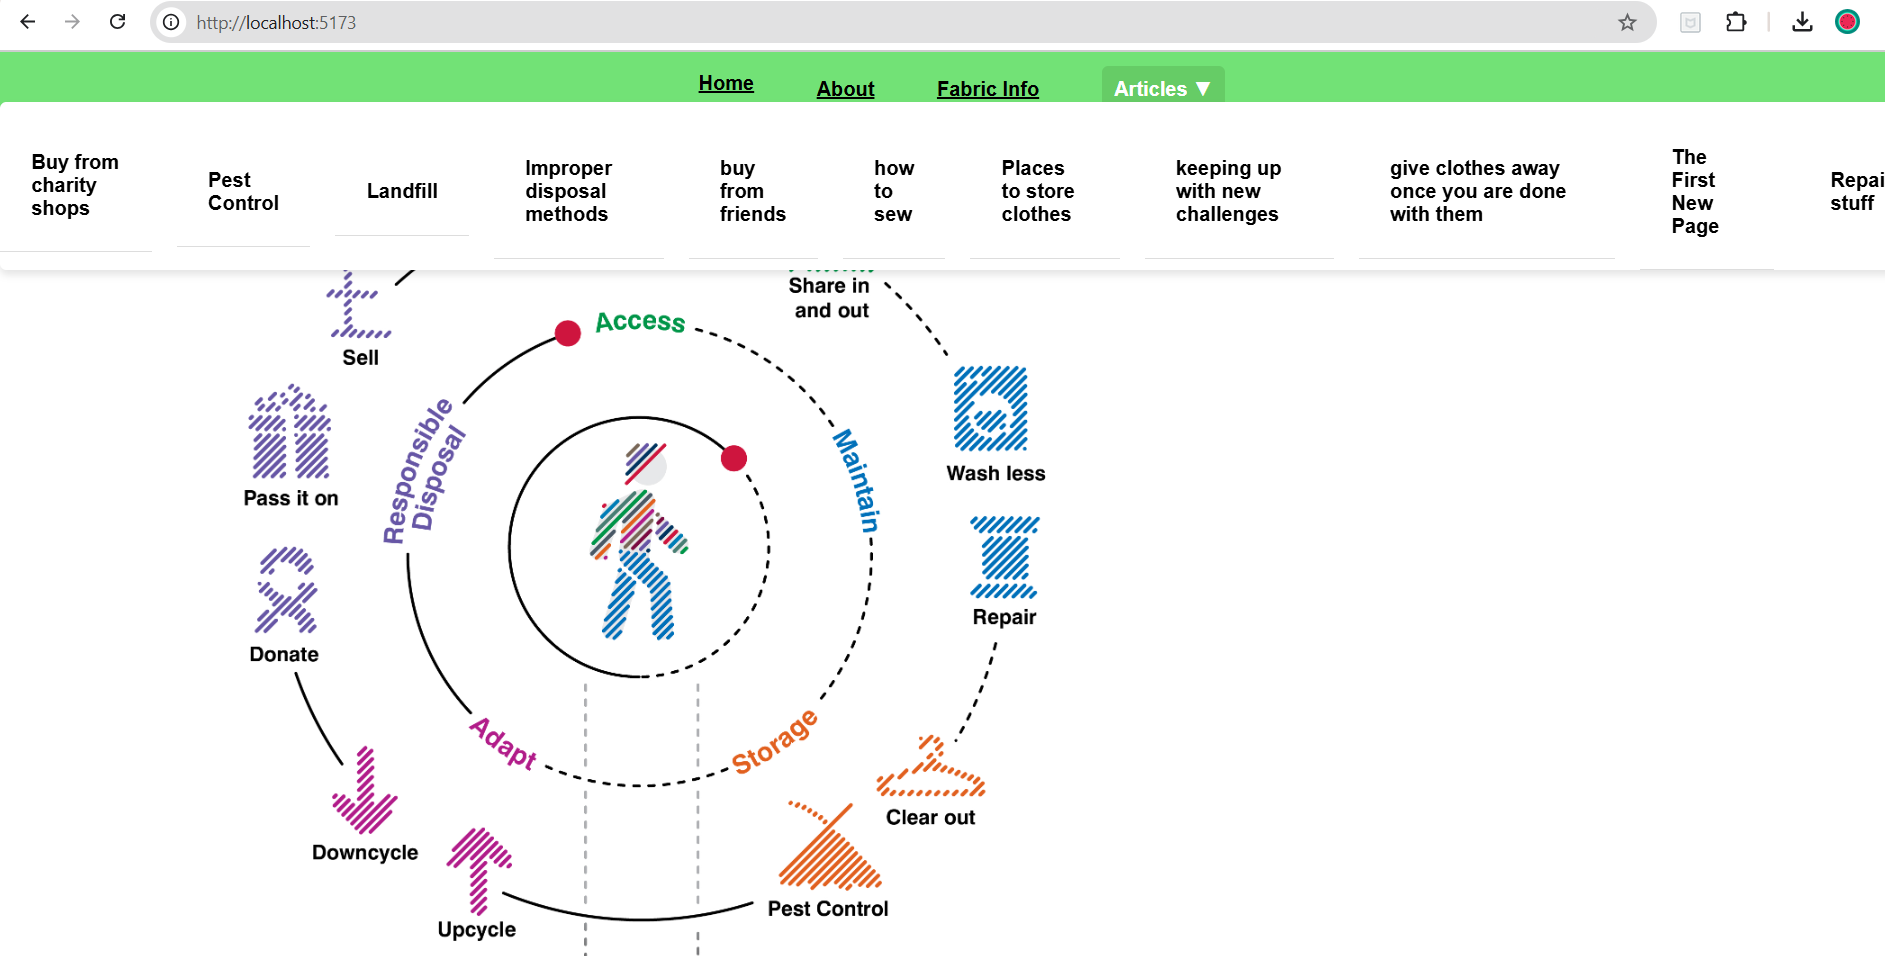 http://localhost:5173
Home
About
Fabric Info
Articles ▼
Buy from
charity
shops
Pest
Control
Landfill
Improper
disposal
methods
buy
from
friends
how
to
sew
Places
to store
clothes
keeping up
with new
challenges
give clothes away
once you are done
with them
The
First
New
Page
Repai
stuff
Share in
and out
Access
Sell
Responsible
Disposal
Maintain
Pass it on
Wash less
Repair
Donate
Adapt
Storage
Clear out
Downcycle
Pest Control
Upcycle